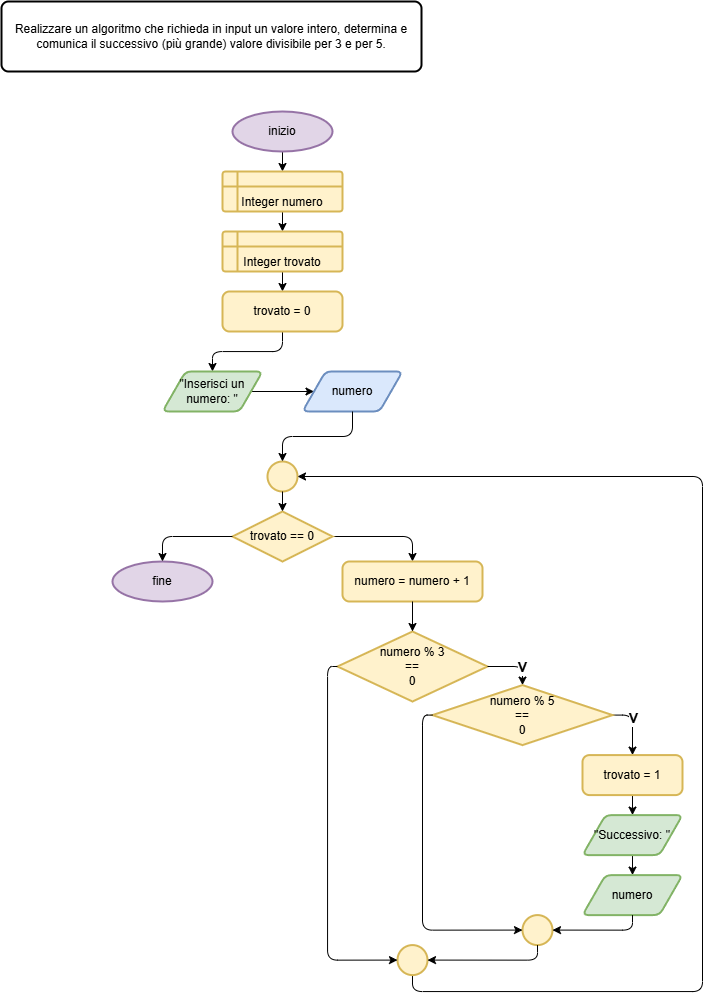 Realizzare un algoritmo che richieda in input un valore intero, determina e
comunica il successivo (più grande) valore divisibile per 3 e per 5.
inizio
Integer numero
Integer trovato
trovato = 0
"Inserisci un
numero: "
numero
trovato == 0
fine
numero = numero + 1
numero % 3
==
0
V
numero % 5
==
0
V
trovato = 1
"Successivo: "
numero